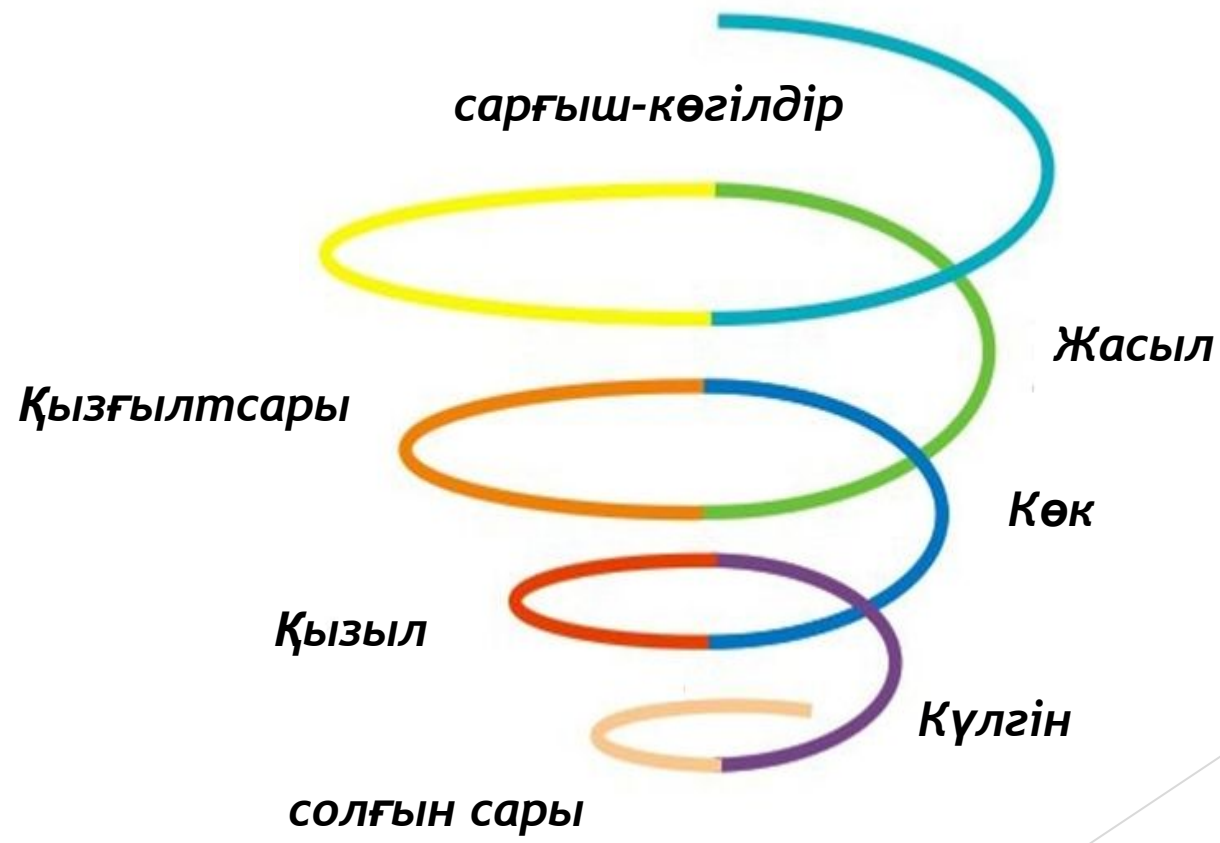 сарғыш-көгілдір
Жасыл
Қызғылтсары
Көк
Қызыл
Күлгін
солғын сары